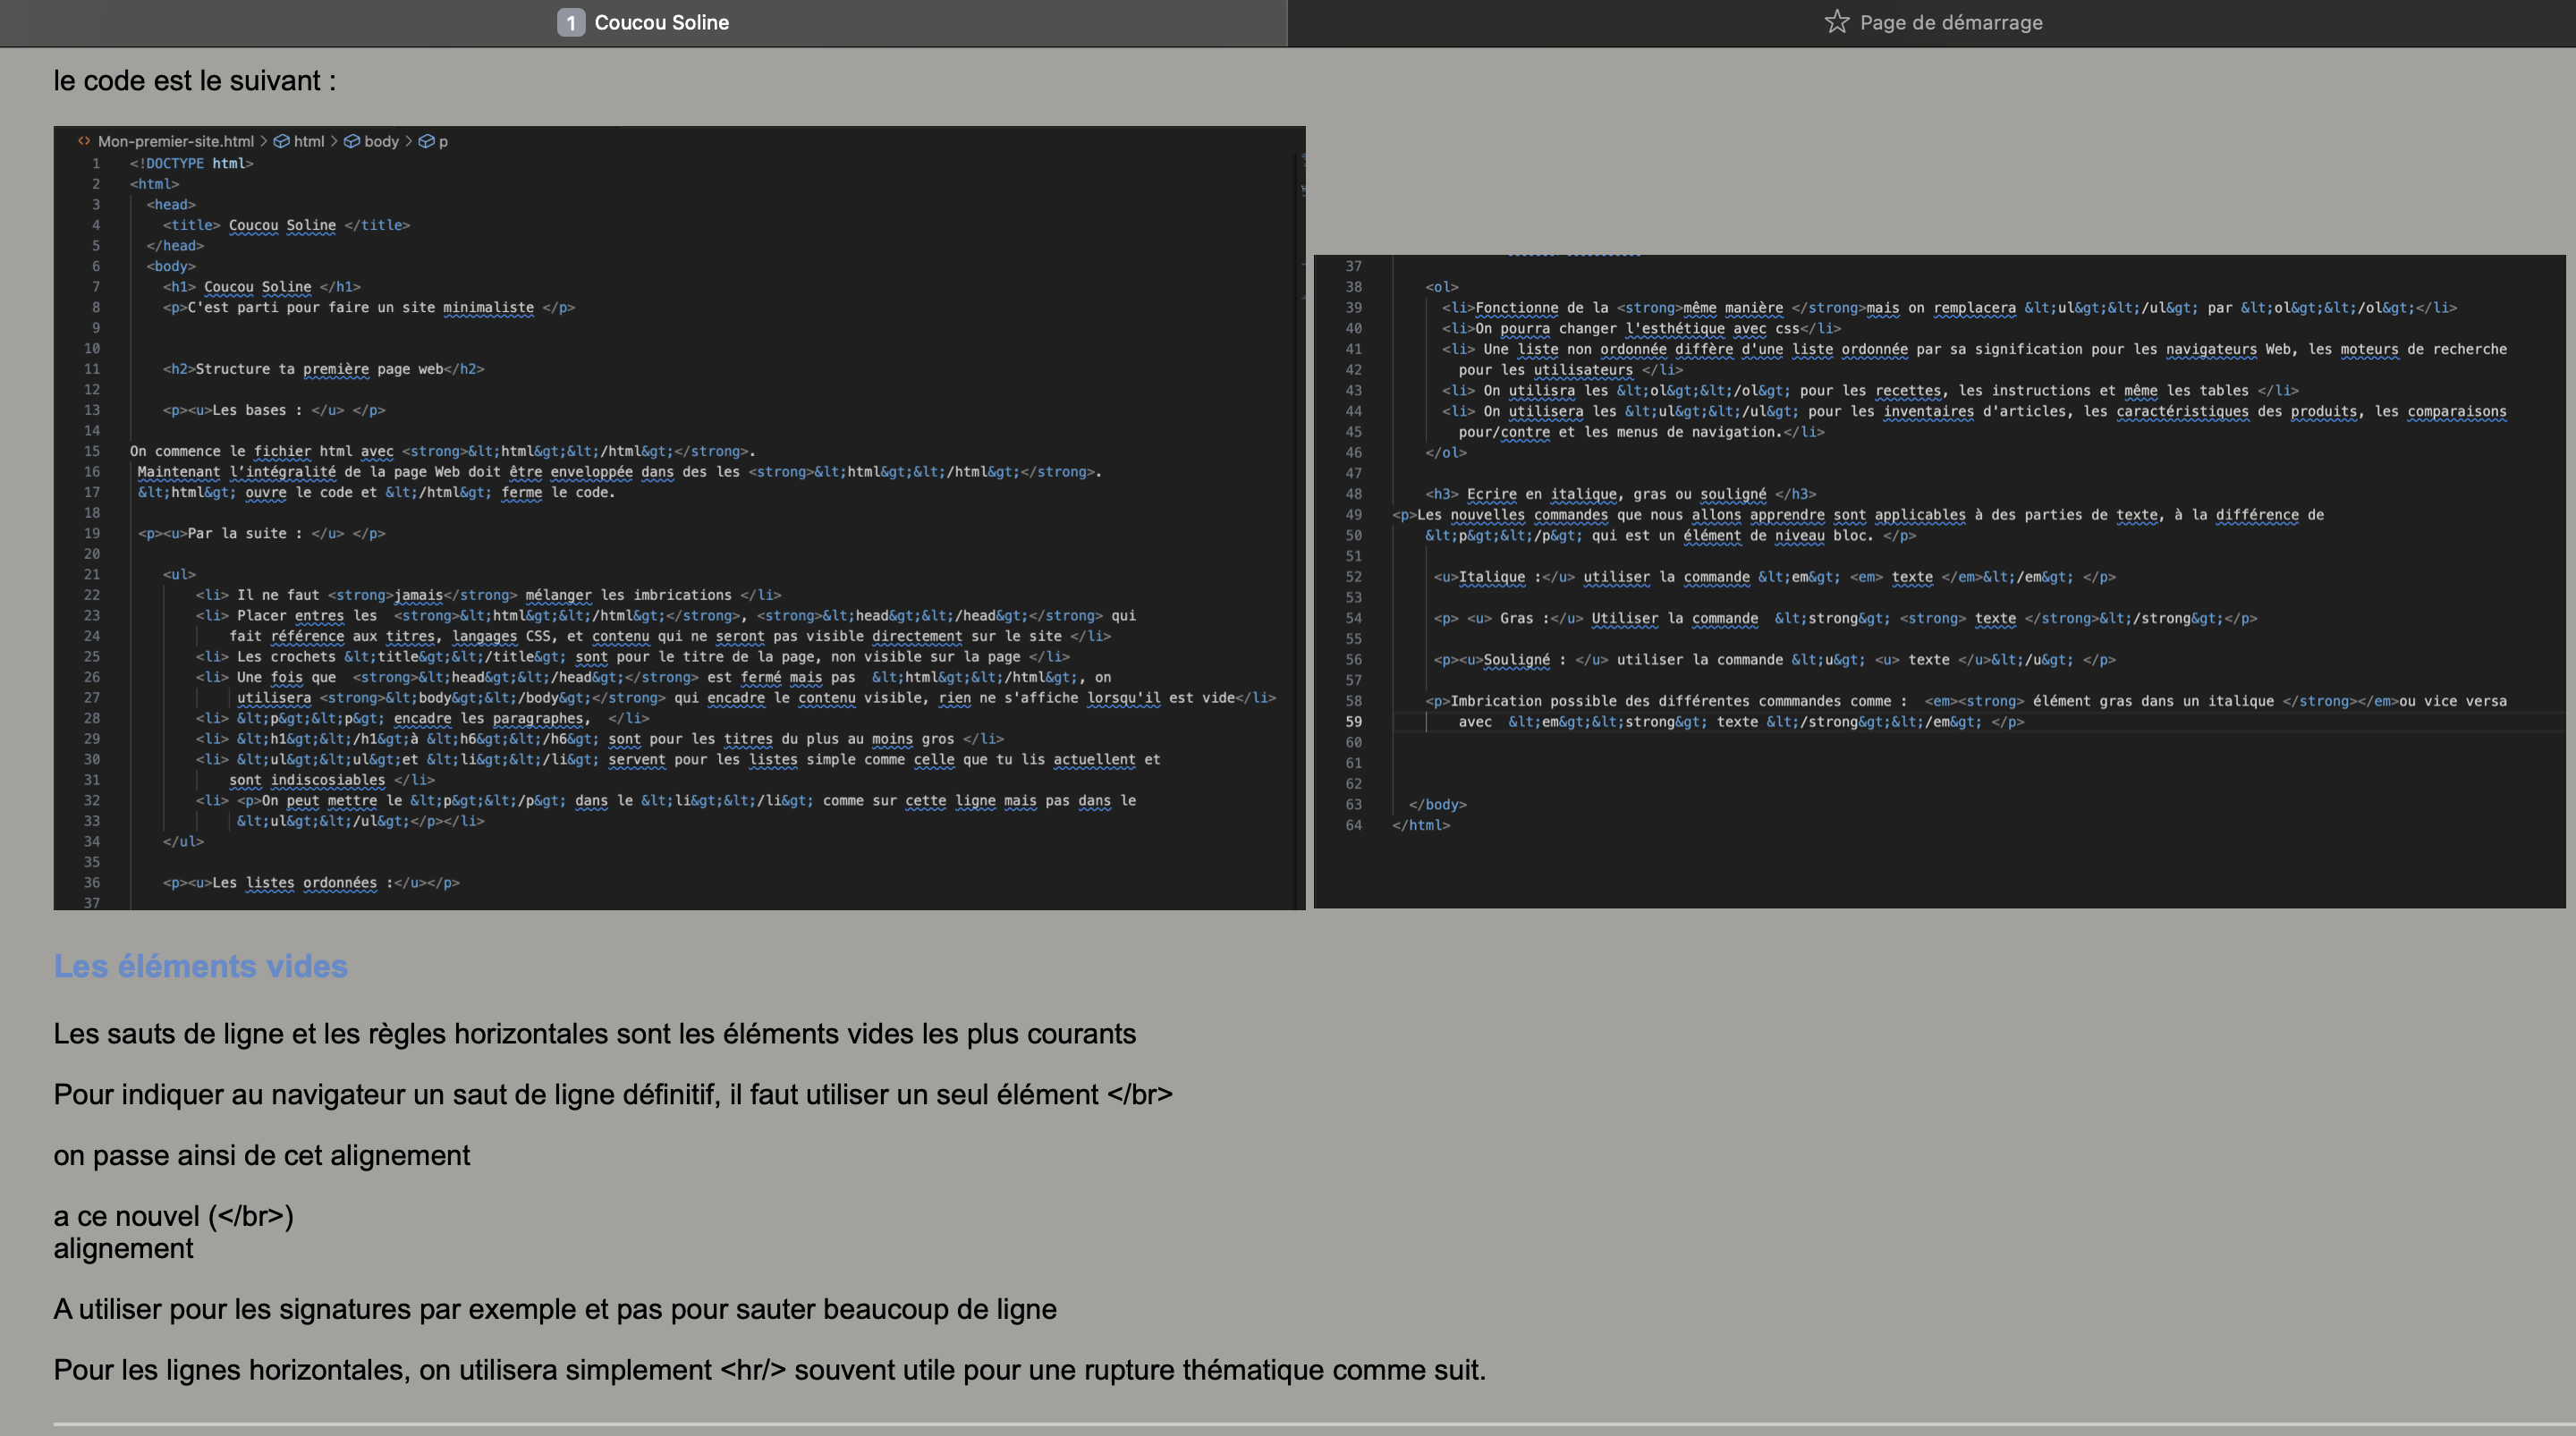 1 Coucou Soline
Page de démarrage
le code est le suivant :
Mon-premier-site.html > html > body > p
1 <!DOCTYPE html>
2 <html>
3 <head>
4 <title> Coucou Soline </title>
5 </head>
6 <body>
7 <h1> Coucou Soline </h1>
8 <p>C'est parti pour faire un site minimaliste </p>
9
10
11 <h2>Structure ta première page web</h2>
12
13 <p><u>Les bases : </u> </p>
14
15 On commence le fichier html avec <strong>&lt;html&gt;&lt;/html&gt;</strong>.
16 Maintenant l’intégralité de la page Web doit être enveloppée dans des les <strong>&lt;html&gt;&lt;/html&gt;</strong>.
17 &lt;html&gt; ouvre le code et &lt;/html&gt; ferme le code.
18
19 <p><u>Par la suite : </u> </p>
20
21 <ul>
22 <li> Il ne faut <strong>jamais</strong> mélanger les imbrications </li>
23 <li> Placer entres les  <strong>&lt;html&gt;&lt;/html&gt;</strong>, <strong>&lt;head&gt;&lt;/head&gt;</strong> qui
24 fait référence aux titres, langages CSS, et contenu qui ne seront pas visible directement sur le site </li>
25 <li> Les crochets &lt;title&gt;&lt;/title&gt; sont pour le titre de la page, non visible sur la page </li>
26 <li> Une fois que  <strong>&lt;head&gt;&lt;/head&gt;</strong> est fermé mais pas  &lt;html&gt;&lt;/html&gt;, on
27 utilisera <strong>&lt;body&gt;&lt;/body&gt;</strong> qui encadre le contenu visible, rien ne s'affiche lorsqu'il est vide</li>
28 <li> &lt;p&gt;&lt;p&gt; encadre les paragraphes,  </li>
29 <li> &lt;h1&gt;&lt;/h1&gt;à &lt;h6&gt;&lt;/h6&gt; sont pour les titres du plus au moins gros </li>
30 <li> &lt;ul&gt;&lt;ul&gt;et &lt;li&gt;&lt;/li&gt; servent pour les listes simple comme celle que tu lis actuellent et
31 sont indiscosiables </li>
32 <li> <p>On peut mettre le &lt;p&gt;&lt;/p&gt; dans le &lt;li&gt;&lt;/li&gt; comme sur cette ligne mais pas dans le
33 &lt;ul&gt;&lt;/ul&gt;</p></li>
34 </ul>
35
36 <p><u>Les listes ordonnées :</u></p>
37
37
38 <ol>
39 <li>Fonctionne de la <strong>même manière </strong>mais on remplacera &lt;ul&gt;&lt;/ul&gt; par &lt;ol&gt;&lt;/ol&gt;</li>
40 <li>On pourra changer l'esthétique avec css</li>
41 <li> Une liste non ordonnée diffère d'une liste ordonnée par sa signification pour les navigateurs Web, les moteurs de recherche
42 pour les utilisateurs </li>
43 <li> On utilisra les &lt;ol&gt;&lt;/ol&gt; pour les recettes, les instructions et même les tables </li>
44 <li> On utilisera les &lt;ul&gt;&lt;/ul&gt; pour les inventaires d'articles, les caractéristiques des produits, les comparaisons
45 pour/contre et les menus de navigation.</li>
46 </ol>
47
48 <h3> Ecrire en italique, gras ou souligné </h3>
49 <p>Les nouvelles commandes que nous allons apprendre sont applicables à des parties de texte, à la différence de
50 &lt;p&gt;&lt;/p&gt; qui est un élément de niveau bloc. </p>
51
52 <u>Italique :</u> utiliser la commande &lt;em&gt; <em> texte </em>&lt;/em&gt; </p>
53
54 <p> <u> Gras :</u> Utiliser la commande  &lt;strong&gt; <strong> texte </strong>&lt;/strong&gt;</p>
55
56 <p><u>Souligné : </u> utiliser la commande &lt;u&gt; <u> texte </u>&lt;/u&gt; </p>
57
58 <p>Imbrication possible des différentes commmandes comme :  <em><strong> élément gras dans un italique </strong></em>ou vice versa
59 avec  &lt;em&gt;&lt;strong&gt; texte &lt;/strong&gt;&lt;/em&gt; </p>
60
61
62
63 </body>
64 </html>
Les éléments vides
Les sauts de ligne et les règles horizontales sont les éléments vides les plus courants
Pour indiquer au navigateur un saut de ligne définitif, il faut utiliser un seul élément </br>
on passe ainsi de cet alignement
a ce nouvel (</br>)
alignement
A utiliser pour les signatures par exemple et pas pour sauter beaucoup de ligne
Pour les lignes horizontales, on utilisera simplement <hr/> souvent utile pour une rupture thématique comme suit.